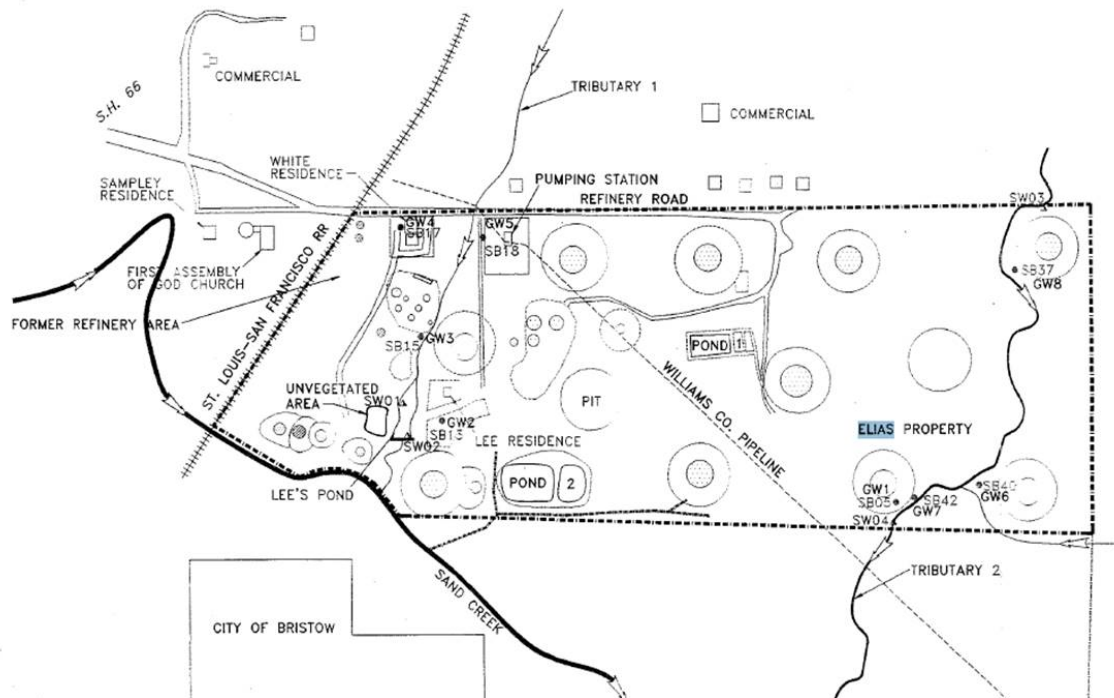 S.H. 66
COMMERCIAL
TRIBUTARY 1
COMMERCIAL
WHITE
RESIDENCE
SAMPLEY
RESIDENCE
PUMPING STATION
REFINERY ROAD
SW03
GW4
SB17
GW5
SB18
FIRST ASSEMBLY
OF GOD CHURCH
SB37
GW8
FORMER REFINERY AREA
ST. LOUIS-SAN FRANCISCO RR
SB15
GW3
POND 1
WILLIAMS CO. PIPELINE
UNVEGETATED
AREA
SW01
PIT
GW2
SB13
ELIAS PROPERTY
SW02
LEE RESIDENCE
LEE'S POND
POND 2
GW1
SB05
SB42
GW7
SB40
GW6
SW04
TRIBUTARY 2
SAND CREEK
CITY OF BRISTOW